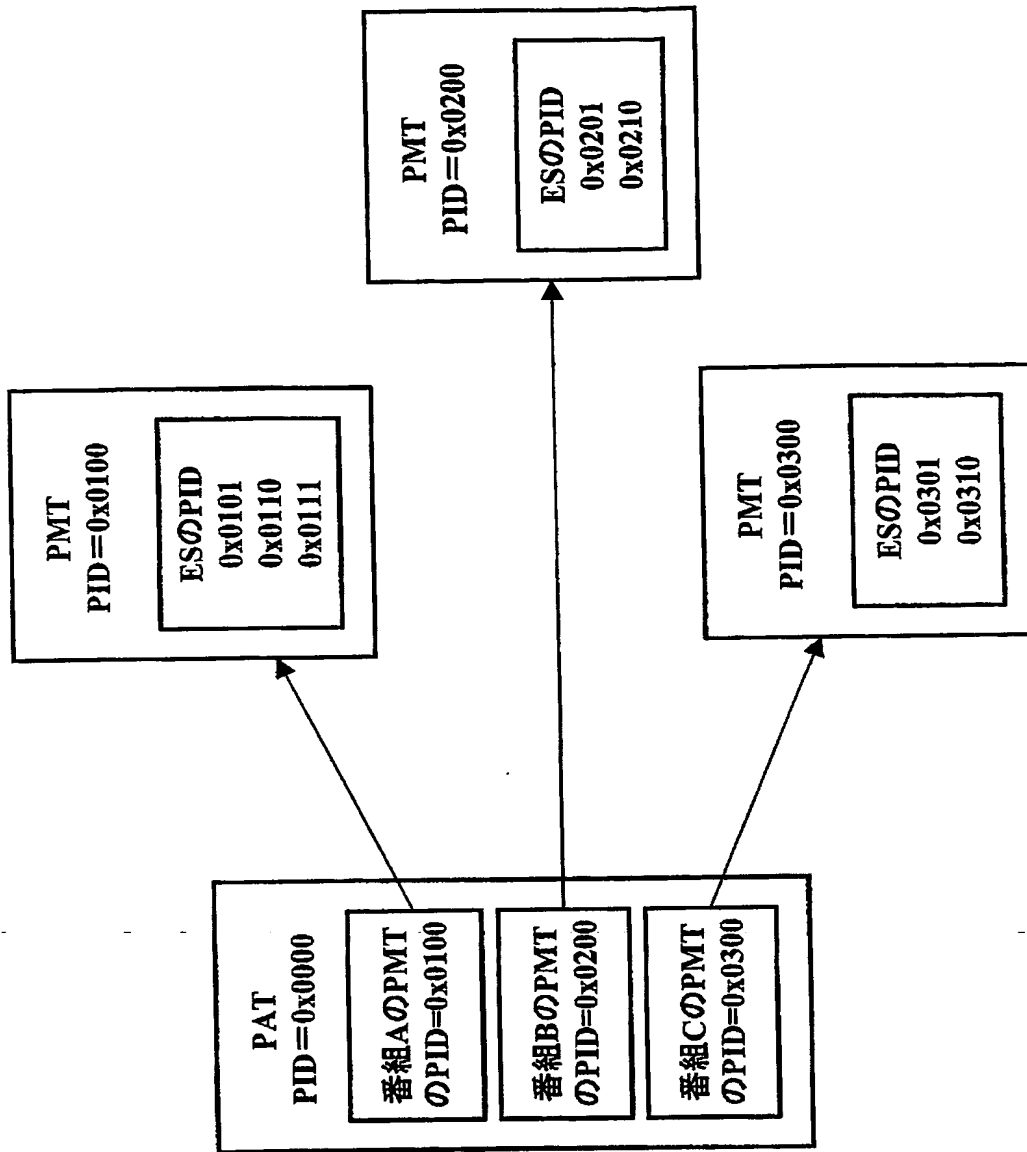 PAT
PID=0x0000
番組AのPMT
のPID=0x0100
番組BのPMT
のPID=0x0200
番組CのPMT
のPID=0x0300
PMT
PID=0x0100
ESのPID
0x0101
0x0110
0x0111
PMT
PID=0x0200
ESのPID
0x0201
0x0210
PMT
PID=0x0300
ESのPID
0x0301
0x0310